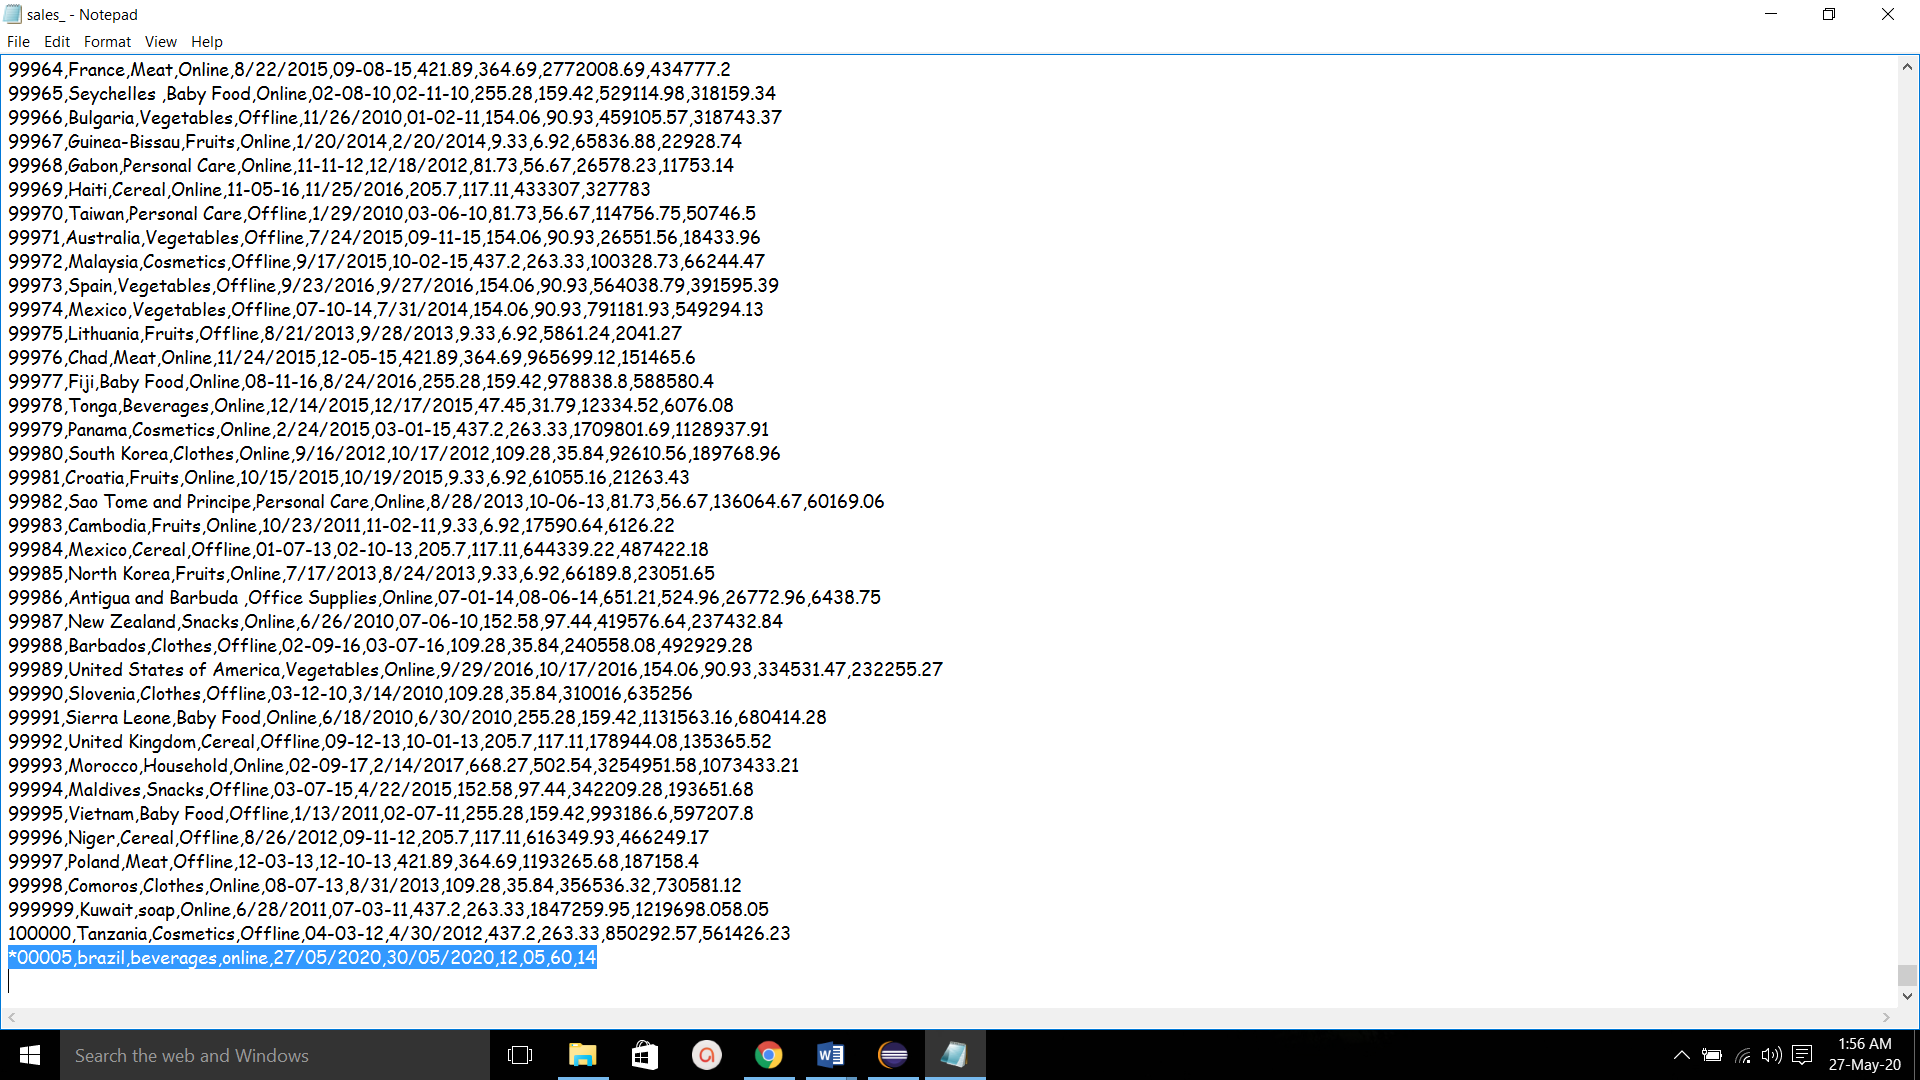 sales_ - Notepad
File Edit Format View Help
99964,France,Meat,Online,8/22/2015,09-08-15,421.89,364.69,2772008.69,434777.2
99965,Seychelles ,Baby Food,Online,02-08-10,02-11-10,255.28,159.42,529114.98,318159.34
99966,Bulgaria,Vegetables,Offline,11/26/2010,01-02-11,154.06,90.93,459105.57,318743.37
99967,Guinea-Bissau,Fruits,Online,1/20/2014,2/20/2014,9.33,6.92,65836.88,22928.74
99968,Gabon,Personal Care,Online,11-11-12,12/18/2012,81.73,56.67,26578.23,11753.14
99969,Haiti,Cereal,Online,11-05-16,11/25/2016,205.7,117.11,433307,327783
99970,Taiwan,Personal Care,Offline,1/29/2010,03-06-10,81.73,56.67,114756.75,50746.5
99971,Australia,Vegetables,Offline,7/24/2015,09-11-15,154.06,90.93,26551.56,18433.96
99972,Malaysia,Cosmetics,Offline,9/17/2015,10-02-15,437.2,263.33,100328.73,66244.47
99973,Spain,Vegetables,Offline,9/23/2016,9/27/2016,154.06,90.93,564038.79,391595.39
99974,Mexico,Vegetables,Offline,07-10-14,7/31/2014,154.06,90.93,791181.93,549294.13
99975,Lithuania,Fruits,Offline,8/21/2013,9/28/2013,9.33,6.92,5861.24,2041.27
99976,Chad,Meat,Online,11/24/2015,12-05-15,421.89,364.69,965699.12,151465.6
99977,Fiji,Baby Food,Online,08-11-16,8/24/2016,255.28,159.42,978838.8,588580.4
99978,Tonga,Beverages,Online,12/14/2015,12/17/2015,47.45,31.79,12334.52,6076.08
99979,Panama,Cosmetics,Online,2/24/2015,03-01-15,437.2,263.33,1709801.69,1128937.91
99980,South Korea,Clothes,Online,9/16/2012,10/17/2012,109.28,35.84,92610.56,189768.96
99981,Croatia,Fruits,Online,10/15/2015,10/19/2015,9.33,6.92,61055.16,21263.43
99982,Sao Tome and Principe,Personal Care,Online,8/28/2013,10-06-13,81.73,56.67,136064.67,60169.06
99983,Cambodia,Fruits,Online,10/23/2011,11-02-11,9.33,6.92,17590.64,6126.22
99984,Mexico,Cereal,Offline,01-07-13,02-10-13,205.7,117.11,644339.22,487422.18
99985,North Korea,Fruits,Online,7/17/2013,8/24/2013,9.33,6.92,66189.8,23051.65
99986,Antigua and Barbuda ,Office Supplies,Online,07-01-14,08-06-14,651.21,524.96,26772.96,6438.75
99987,New Zealand,Snacks,Online,6/26/2010,07-06-10,152.58,97.44,419576.64,237432.84
99988,Barbados,Clothes,Offline,02-09-16,03-07-16,109.28,35.84,240558.08,492929.28
99989,United States of America,Vegetables,Online,9/29/2016,10/17/2016,154.06,90.93,334531.47,232255.27
99990,Slovenia,Clothes,Offline,03-12-10,3/14/2010,109.28,35.84,310016,635256
99991,Sierra Leone,Baby Food,Online,6/18/2010,6/30/2010,255.28,159.42,1131563.16,680414.28
99992,United Kingdom,Cereal,Offline,09-12-13,10-01-13,205.7,117.11,178944.08,135365.52
99993,Morocco,Household,Online,02-09-17,2/14/2017,668.27,502.54,3254951.58,1073433.21
99994,Maldives,Snacks,Offline,03-07-15,4/22/2015,152.58,97.44,342209.28,193651.68
99995,Vietnam,Baby Food,Offline,1/13/2011,02-07-11,255.28,159.42,993186.6,597207.8
99996,Niger,Cereal,Offline,8/26/2012,09-11-12,205.7,117.11,616349.93,466249.17
99997,Poland,Meat,Offline,12-03-13,12-10-13,421.89,364.69,1193265.68,187158.4
99998,Comoros,Clothes,Online,08-07-13,8/31/2013,109.28,35.84,356536.32,730581.12
999999,Kuwait,soap,Online,6/28/2011,07-03-11,437.2,263.33,1847259.95,1219698.058.05
100000,Tanzania,Cosmetics,Offline,04-03-12,4/30/2012,437.2,263.33,850292.57,561426.23
*00005,brazil,beverages,online,27/05/2020,30/05/2020,12,05,60,14
Search the web and Windows
1:56 AM
27-May-20